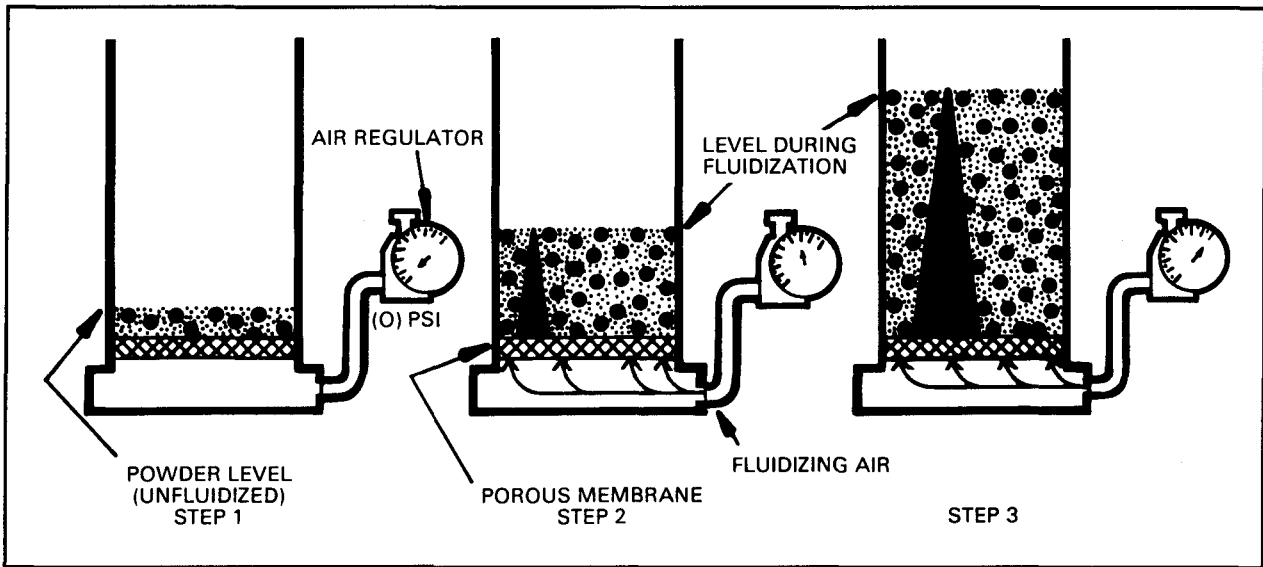 AIR REGULATOR
(O) PSI
POWDER LEVEL
(UNFLUIDIZED)
STEP 1
LEVEL DURING
FLUIDIZATION
POROUS MEMBRANE
STEP 2
FLUIDIZING AIR
STEP 3